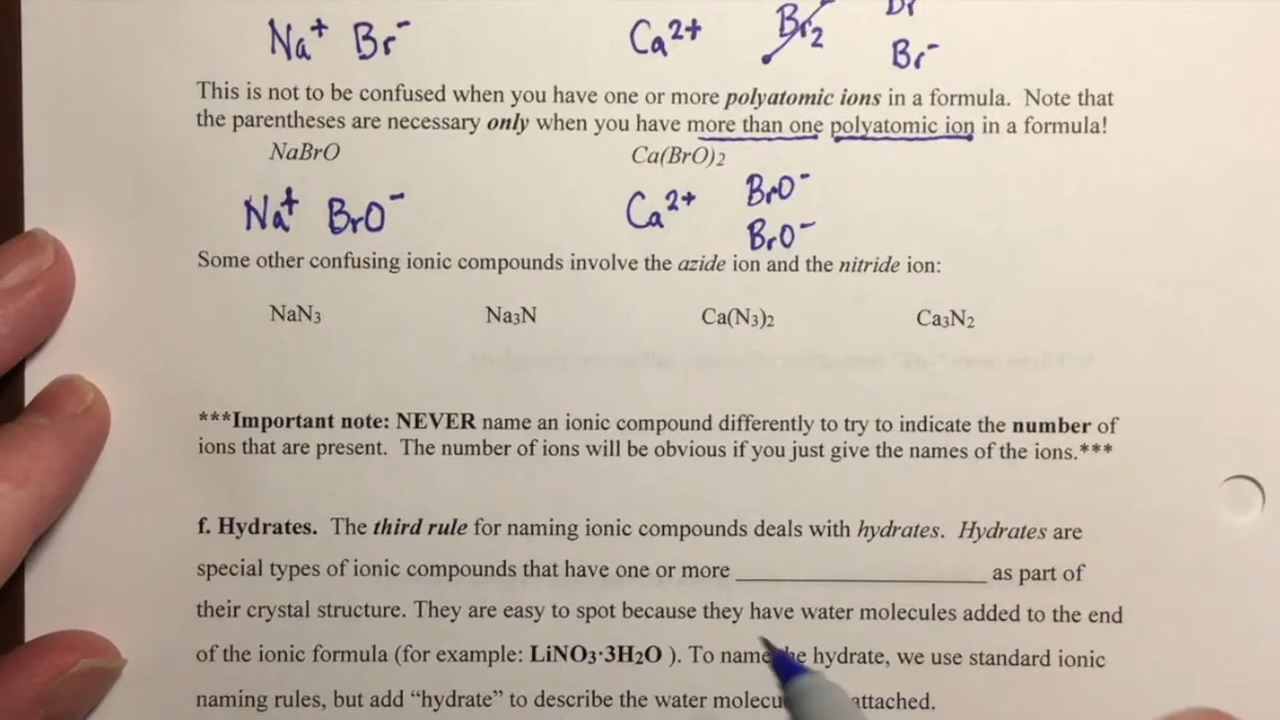 Br
Na⁺ Br⁻ Ca²⁺ Br₂ Br⁻
This is not to be confused when you have one or more polyatomic ions in a formula. Note that
the parentheses are necessary only when you have more than one polyatomic ion in a formula!
NaBrO Ca(BrO)₂
Na⁺ BrO⁻ Ca²⁺ BrO⁻
BrO⁻
Some other confusing ionic compounds involve the azide ion and the nitride ion:
NaN₃ Na₃N Ca(N₃)₂ Ca₃N₂
***Important note: NEVER name an ionic compound differently to try to indicate the number of
ions that are present. The number of ions will be obvious if you just give the names of the ions.***
f. Hydrates. The third rule for naming ionic compounds deals with hydrates. Hydrates are
special types of ionic compounds that have one or more ____________________ as part of
their crystal structure. They are easy to spot because they have water molecules added to the end
of the ionic formula (for example: LiNO₃·3H₂O ). To name he hydrate, we use standard ionic
naming rules, but add “hydrate” to describe the water molecu ttached.